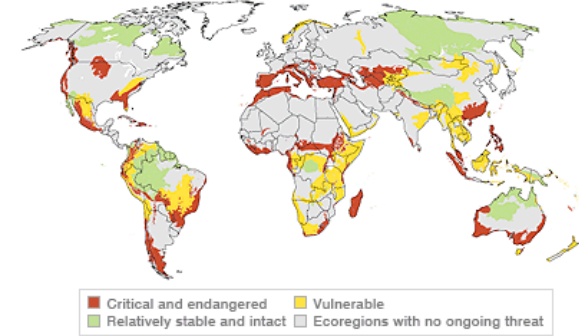 Critical and endangered
Vulnerable
Relatively stable and intact
Ecoregions with no ongoing threat